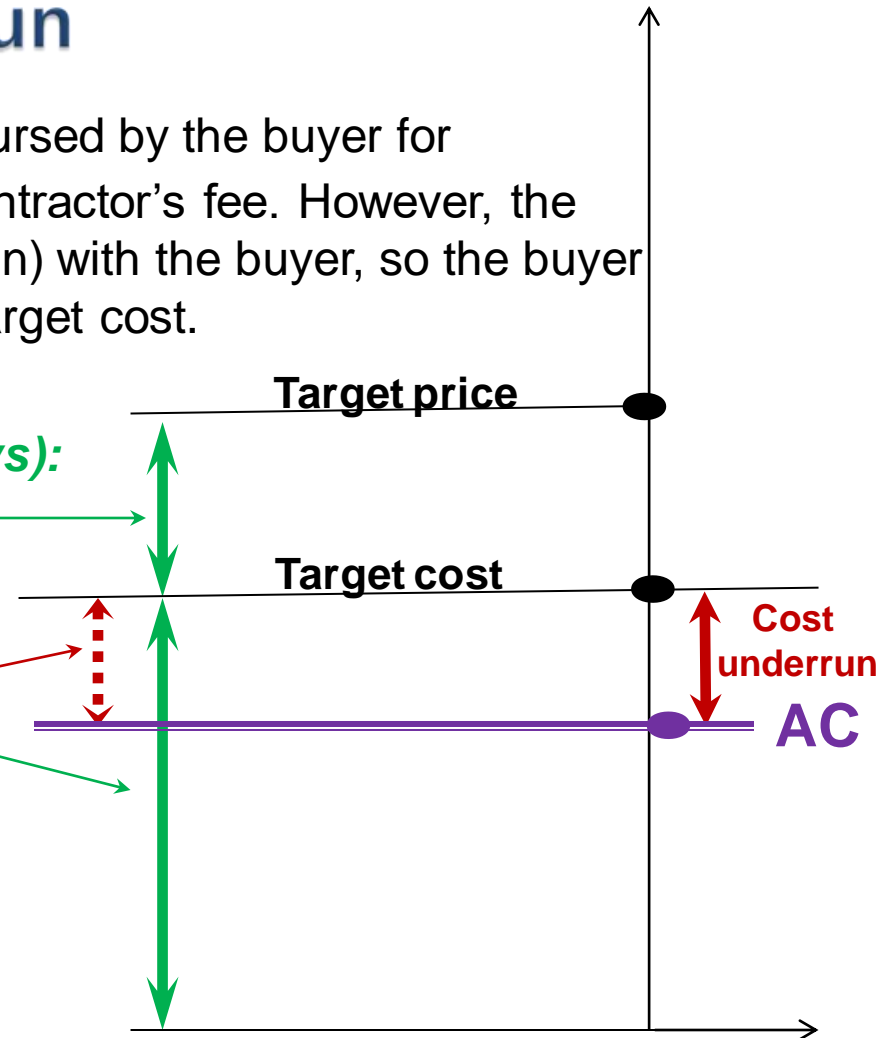 un
ursed by the buyer for
ntractor’s fee. However, the
n) with the buyer, so the buyer
arget cost.
Target price
ys):
Target cost
Cost
underrun
AC